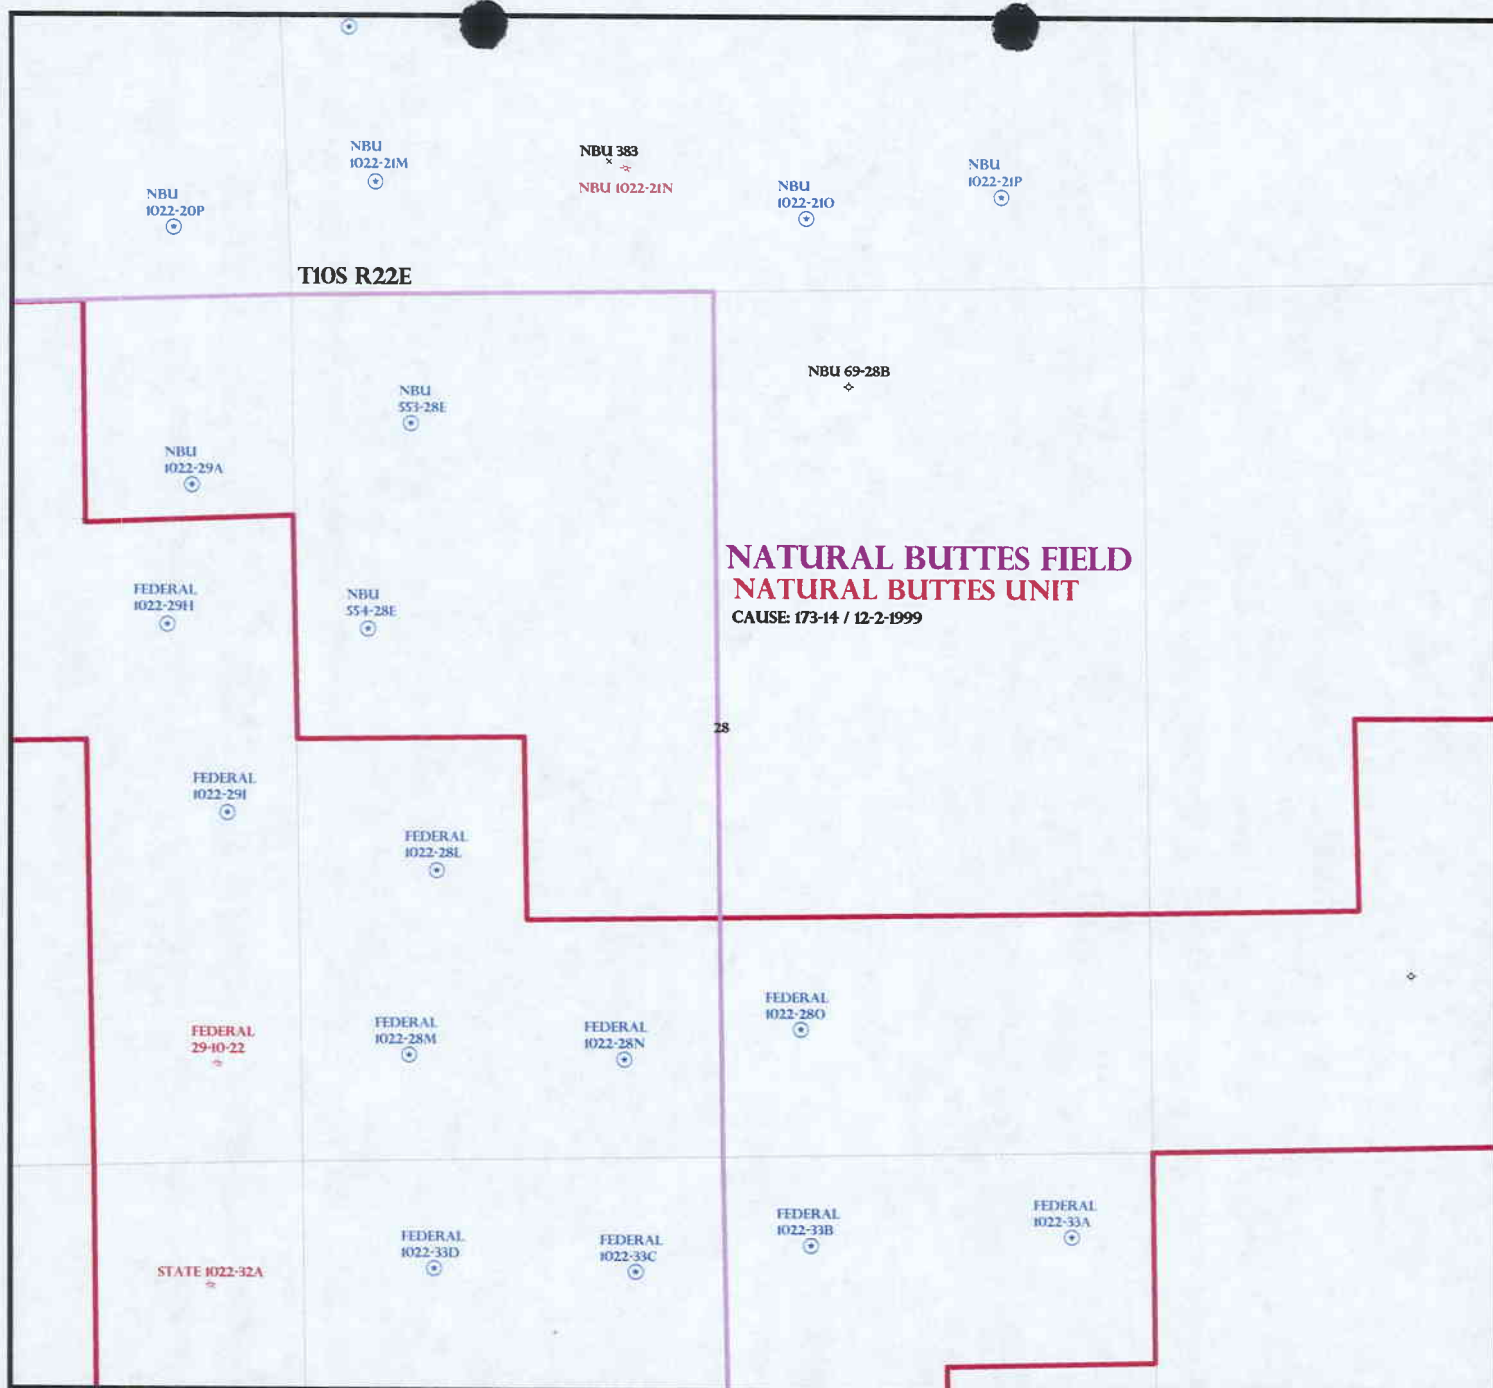 NBU
1022-21M
NBU 383
NBU 1022-21N
NBU
1022-20P
NBU
1022-21O
NBU
1022-21P
T10S R22E
NBU 69-28B
NBU
553-28E
NBU
1022-29A
NATURAL BUTTES FIELD
NATURAL BUTTES UNIT
CAUSE: 173-14 / 12-2-1999
FEDERAL
1022-29H
NBU
554-28E
28
FEDERAL
1022-29I
FEDERAL
1022-28L
FEDERAL
1022-28O
FEDERAL
29-10-22
FEDERAL
1022-28M
FEDERAL
1022-28N
FEDERAL
1022-33B
FEDERAL
1022-33A
STATE 1022-32A
FEDERAL
1022-33D
FEDERAL
1022-33C